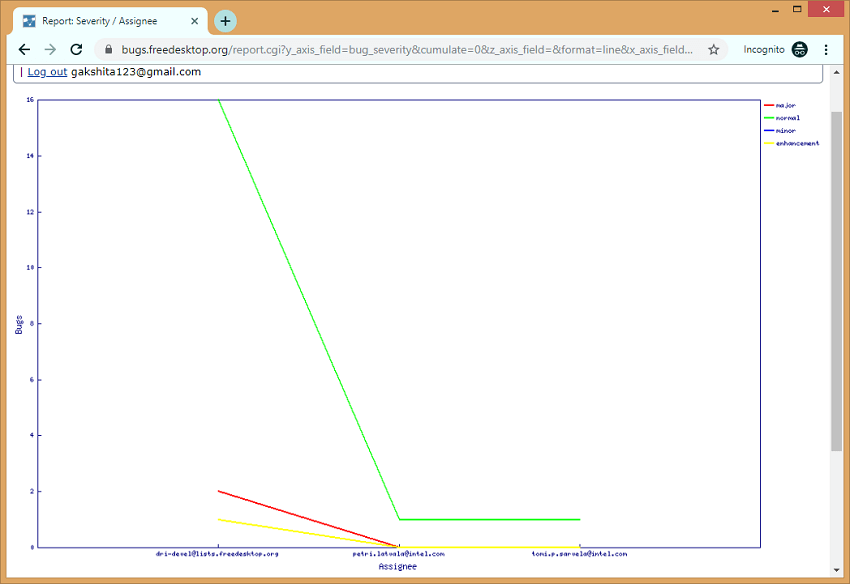 Report: Severity / Assignee
bugs.freedesktop.org/report.cgi?y_axis_field=bug_severity&cumulate=0&z_axis_field=&format=line&x_axis_field...
Incognito
| Log out gakshita123@gmail.com
16
14
12
10
8
6
4
2
0
Bugs
major
normal
minor
enhancement
dri-devel@lists.freedesktop.org
petri.latvala@intel.com
tomi.p.sarvela@intel.com
Assignee